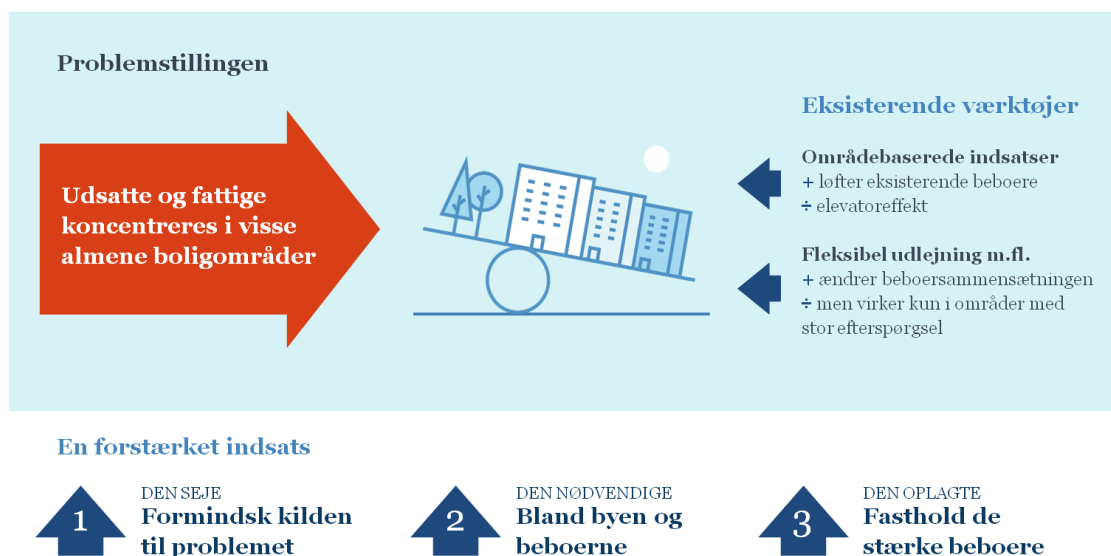 Problemstillingen
Udsatte og fattige
koncentreres i visse
almene boligområder
Eksisterende værktøjer
Områdebaserede indsatser
+ løfter eksisterende beboere
÷ elevatoreffekt
Fleksibel udlejning m.fl.
+ ændrer beboersammensætningen
÷ men virker kun i områder med
stor efterspørgsel
En forstærket indsats
1
DEN SEJE
Formindsk kilden
til problemet
2
DEN NØDVENDIGE
Bland byen og
beboerne
3
DEN OPLAGTE
Fasthold de
stærke beboere